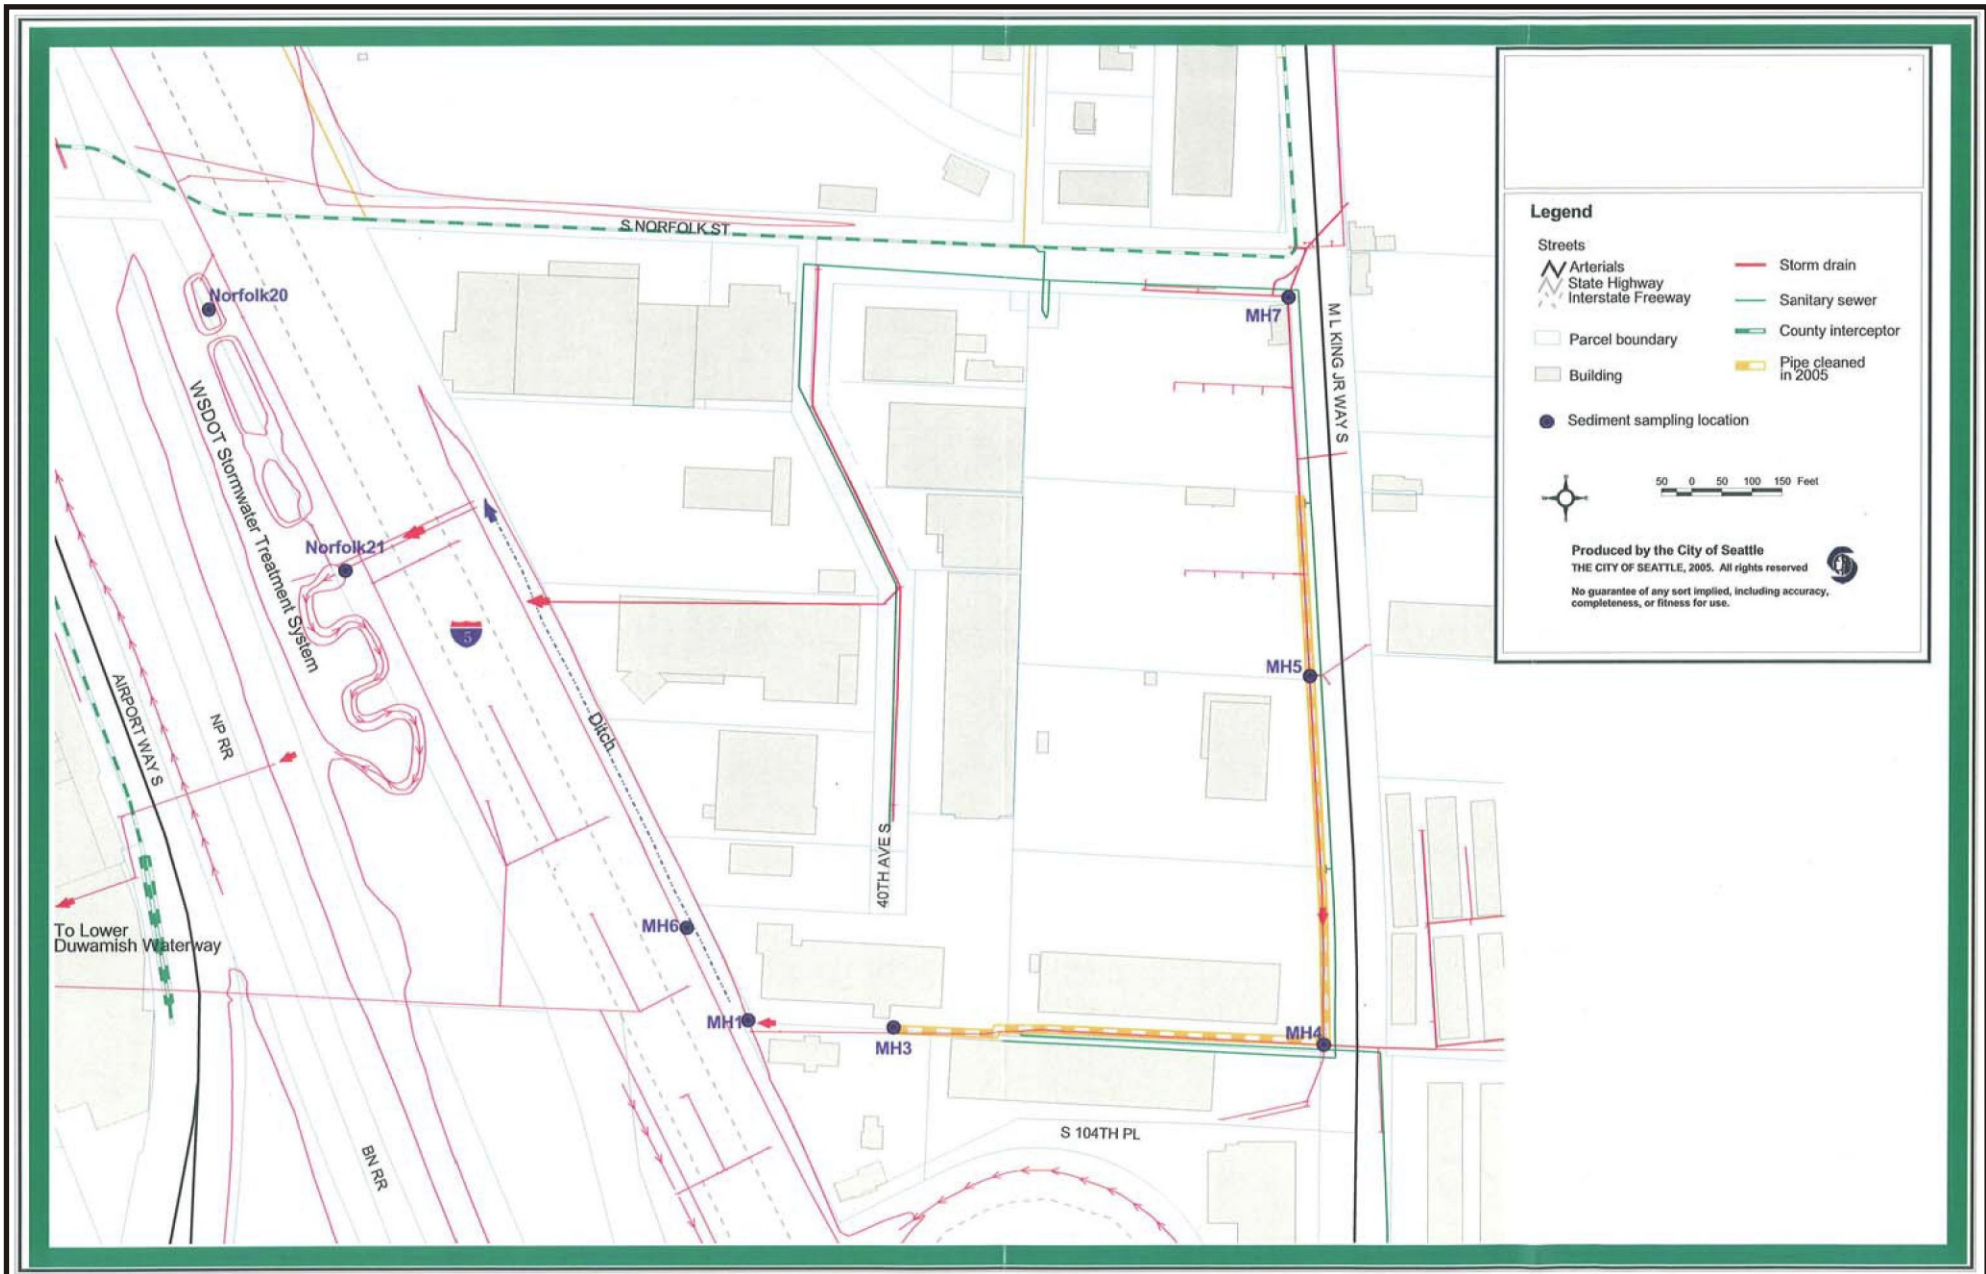 S NORFOLK ST
Norfolk20
WSDOT Stormwater Treatment System
Norfolk21
5
AIRPORT WAY S
NP RR
Ditch
To Lower
Duwamish Waterway
BN RR
MH6
MH1
MH3
40TH AVE S
MH7
M L KING JR WAY S
MH5
MH4
S 104TH PL
Legend
Streets
Arterials
State Highway
Interstate Freeway
Parcel boundary
Building
Sediment sampling location
Storm drain
Sanitary sewer
County interceptor
Pipe cleaned
in 2005
50 0 50 100 150 Feet
Produced by the City of Seattle
THE CITY OF SEATTLE, 2005. All rights reserved
No guarantee of any sort implied, including accuracy,
completeness, or fitness for use.